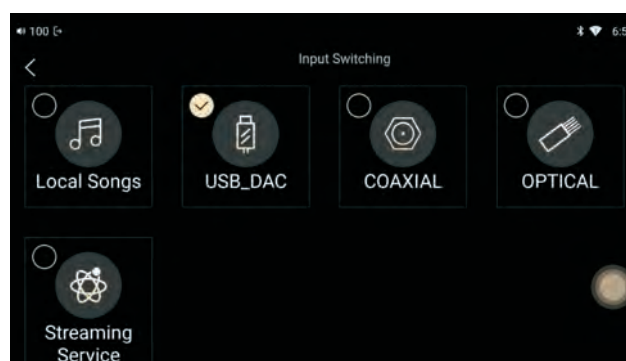 100
6:5
Input Switching
Local Songs
USB_DAC
COAXIAL
OPTICAL
Streaming
Service